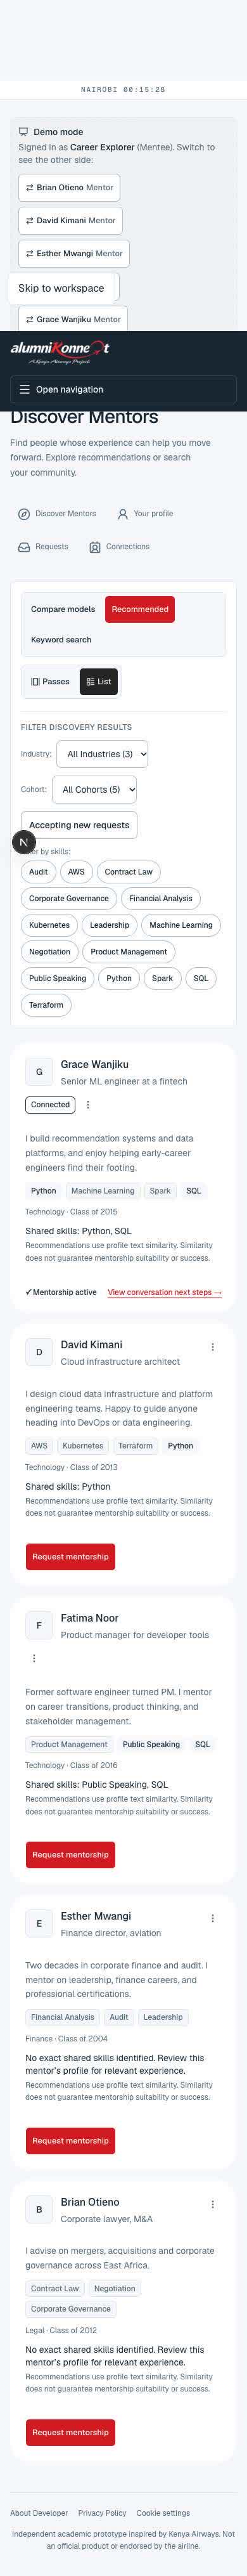 NAIROBI 00:15:28
Demo mode
Signed in as Career Explorer (Mentee). Switch to
see the other side:
Brian Otieno Mentor
David Kimani Mentor
Esther Mwangi Mentor
Skip to workspace
Grace Wanjiku Mentor
alumniKonnect
A Kenya Airways Project
Open navigation
Discover Mentors
Find people whose experience can help you move
forward. Explore recommendations or search
your community.
Discover Mentors
Your profile
Requests
Connections
Compare models
Recommended
Keyword search
Passes
List
FILTER DISCOVERY RESULTS
Industry: All Industries (3)
Cohort: All Cohorts (5)
Accepting new requests
N
er by skills:
Audit
AWS
Contract Law
Corporate Governance
Financial Analysis
Kubernetes
Leadership
Machine Learning
Negotiation
Product Management
Public Speaking
Python
Spark
SQL
Terraform
G
Grace Wanjiku
Senior ML engineer at a fintech
Connected
I build recommendation systems and data
platforms, and enjoy helping early-career
engineers find their footing.
Python
Machine Learning
Spark
SQL
Technology · Class of 2015
Shared skills: Python, SQL
Recommendations use profile text similarity. Similarity
does not guarantee mentorship suitability or success.
✓ Mentorship active
View conversation next steps →
D
David Kimani
Cloud infrastructure architect
I design cloud data infrastructure and platform
engineering teams. Happy to guide anyone
heading into DevOps or data engineering.
AWS
Kubernetes
Terraform
Python
Technology · Class of 2013
Shared skills: Python
Recommendations use profile text similarity. Similarity
does not guarantee mentorship suitability or success.
Request mentorship
F
Fatima Noor
Product manager for developer tools
Former software engineer turned PM. I mentor
on career transitions, product thinking, and
stakeholder management.
Product Management
Public Speaking
SQL
Technology · Class of 2016
Shared skills: Public Speaking, SQL
Recommendations use profile text similarity. Similarity
does not guarantee mentorship suitability or success.
Request mentorship
E
Esther Mwangi
Finance director, aviation
Two decades in corporate finance and audit. I
mentor on leadership, finance careers, and
professional certifications.
Financial Analysis
Audit
Leadership
Finance · Class of 2004
No exact shared skills identified. Review this
mentor's profile for relevant experience.
Recommendations use profile text similarity. Similarity
does not guarantee mentorship suitability or success.
Request mentorship
B
Brian Otieno
Corporate lawyer, M&A
I advise on mergers, acquisitions and corporate
governance across East Africa.
Contract Law
Negotiation
Corporate Governance
Legal · Class of 2012
No exact shared skills identified. Review this
mentor's profile for relevant experience.
Recommendations use profile text similarity. Similarity
does not guarantee mentorship suitability or success.
Request mentorship
About Developer
Privacy Policy
Cookie settings
Independent academic prototype inspired by Kenya Airways. Not
an official product or endorsed by the airline.